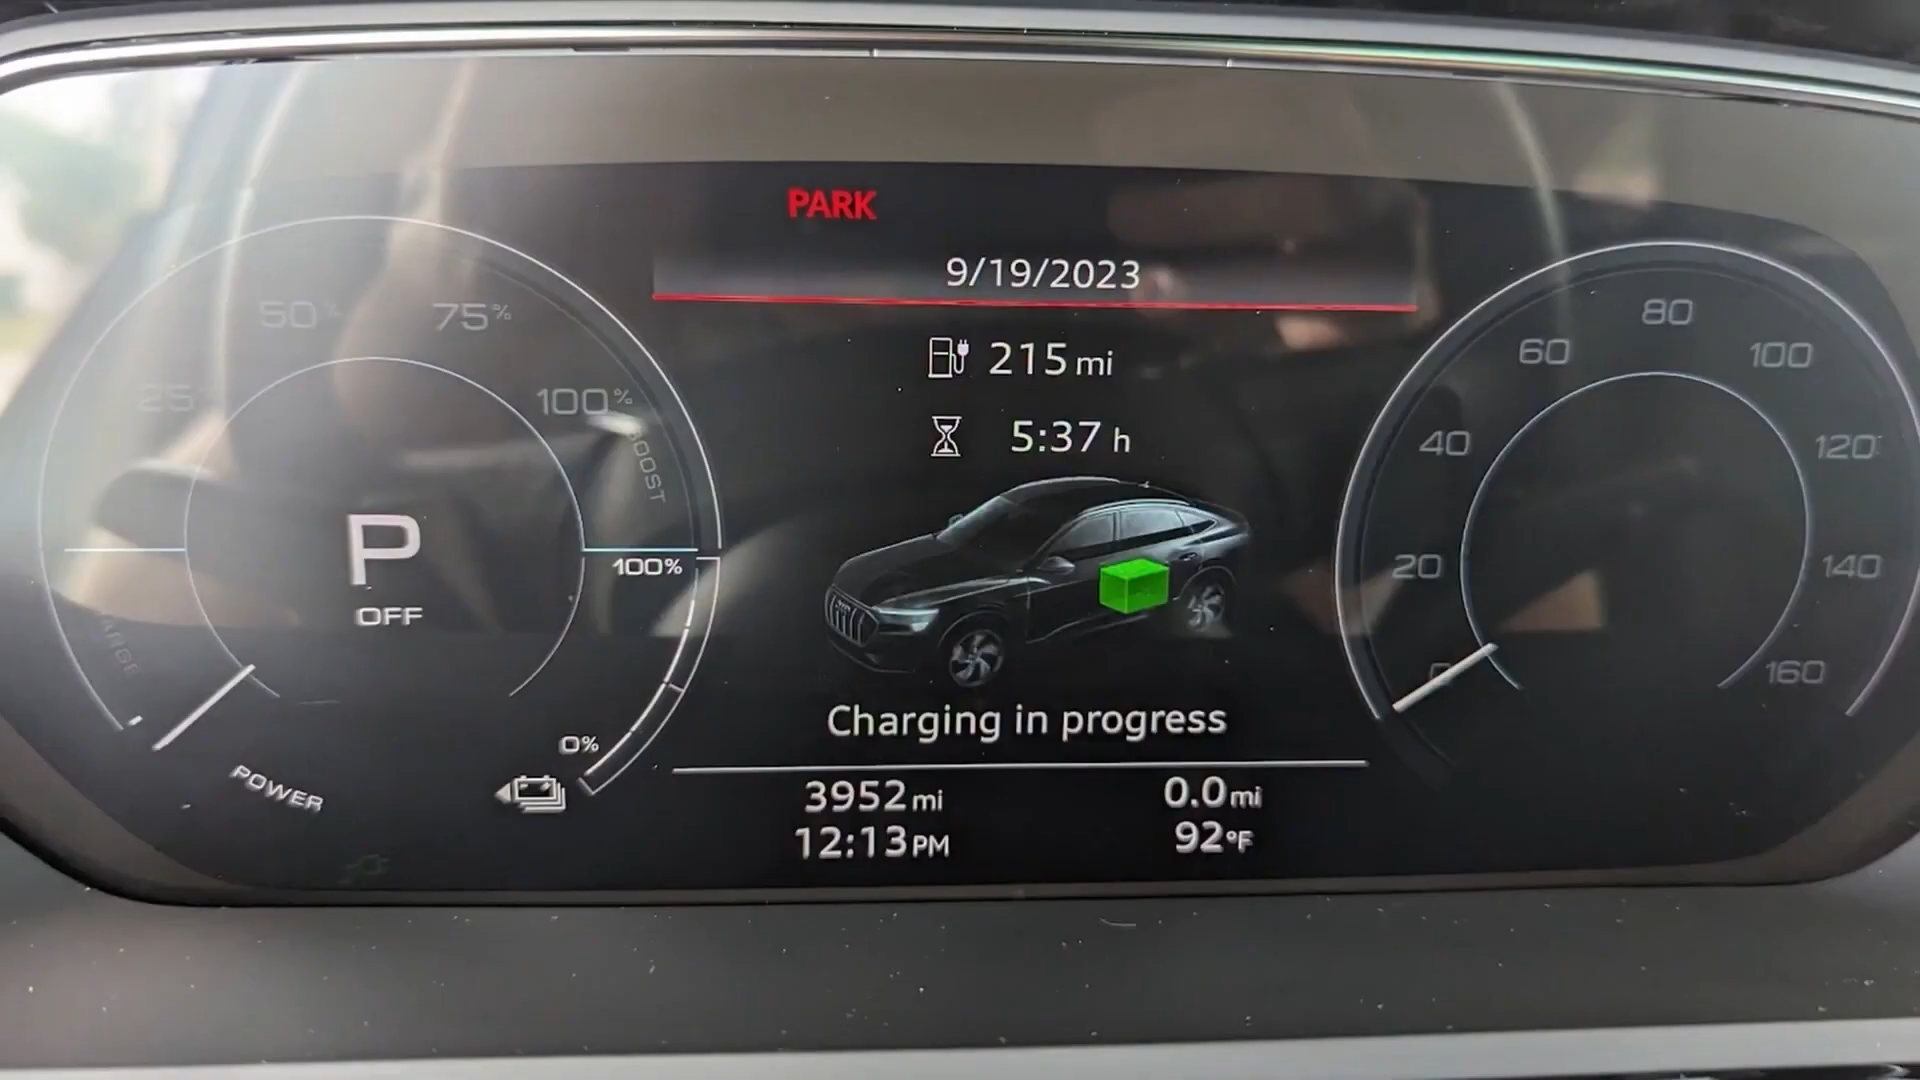 PARK
9/19/2023
215 mi
5:37 h
25
50%
75%
100%
BOOST
100%
P
OFF
0%
POWER
Charging in progress
3952 mi
0.0 mi
12:13 PM
92°F
0
20
40
60
80
100
120
140
160